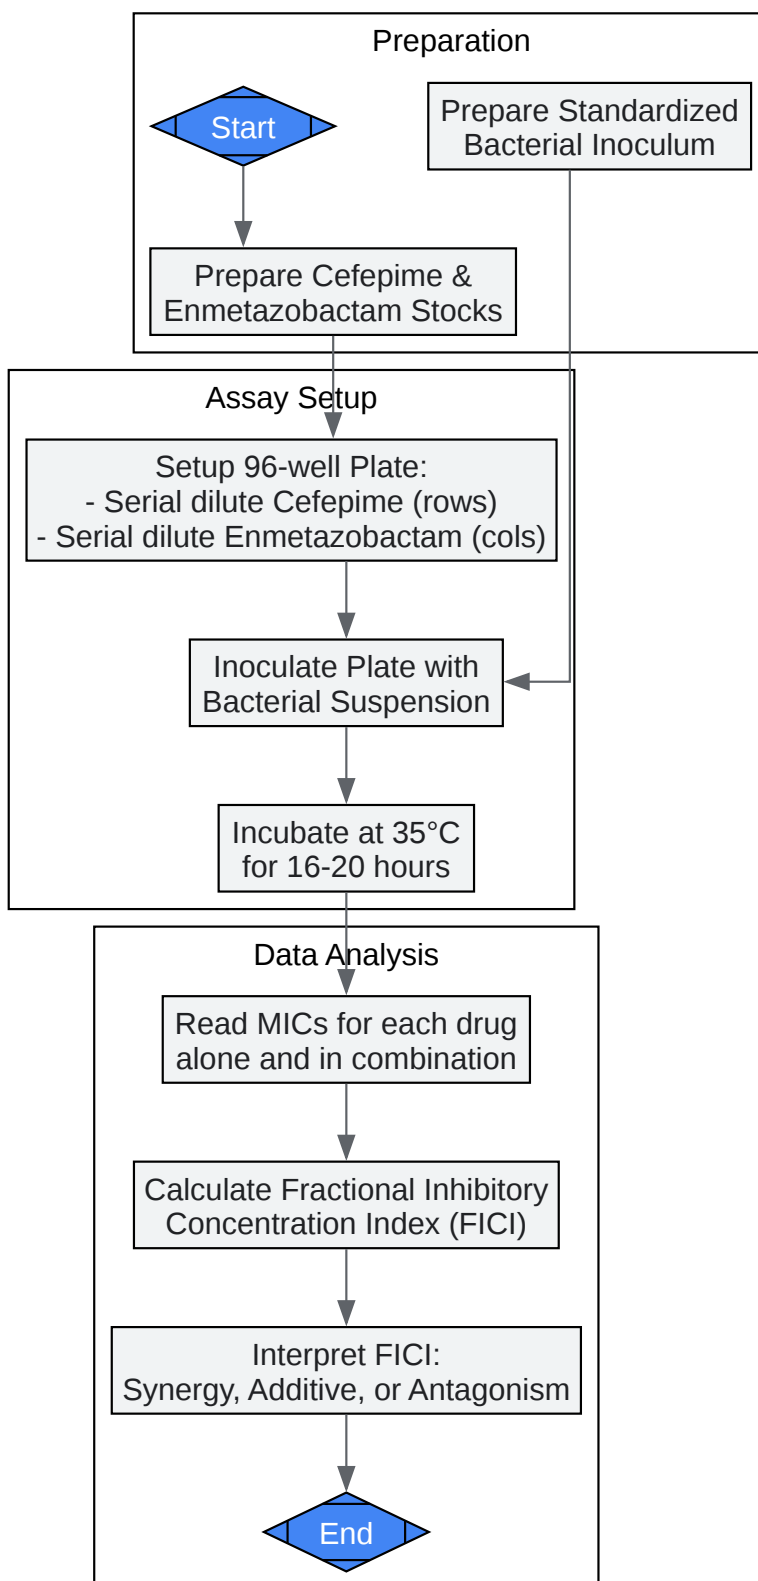 Preparation
Start
Prepare Standardized
Bacterial Inoculum
Prepare Cefepime &
Enmetazobactam Stocks
Assay Setup
Setup 96-well Plate:
- Serial dilute Cefepime (rows)
- Serial dilute Enmetazobactam (cols)
Inoculate Plate with
Bacterial Suspension
Incubate at 35°C
for 16-20 hours
Data Analysis
Read MICs for each drug
alone and in combination
Calculate Fractional Inhibitory
Concentration Index (FICI)
Interpret FICI:
Synergy, Additive, or Antagonism
End